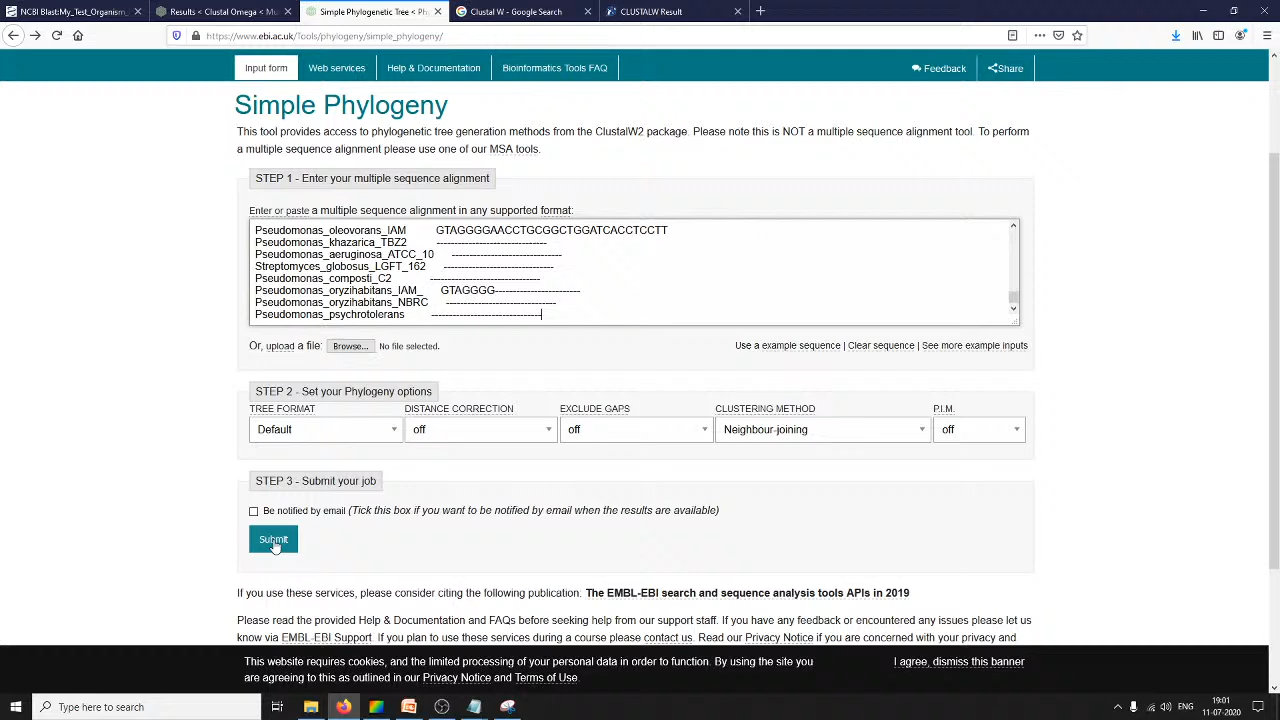 NCBI Blast:My_Test_Organism_
Results < Clustal Omega < Mu
Simple Phylogenetic Tree < Ph
Clustal W - Google Search
CLUSTALW Result
https://www.ebi.ac.uk/Tools/phylogeny/simple_phylogeny/
Input form
Web services
Help & Documentation
Bioinformatics Tools FAQ
Feedback
Share
Simple Phylogeny
This tool provides access to phylogenetic tree generation methods from the ClustalW2 package. Please note this is NOT a multiple sequence alignment tool. To perform
a multiple sequence alignment please use one of our MSA tools.
STEP 1 - Enter your multiple sequence alignment
Enter or paste a multiple sequence alignment in any supported format:
Pseudomonas_oleovorans_IAM GTAGGGGAACCTGCGGCTGGATCACCTCCTT
Pseudomonas_khazarica_TBZ2 -------------------------------
Pseudomonas_aeruginosa_ATCC_10 -------------------------------
Streptomyces_globosus_LGFT_162 -------------------------------
Pseudomonas_composti_C2 -------------------------------
Pseudomonas_oryzihabitans_IAM_ GTAGGGG------------------------
Pseudomonas_oryzihabitans_NBRC -------------------------------
Pseudomonas_psychrotolerans -------------------------------
Or, upload a file: Browse... No file selected.
Use a example sequence | Clear sequence | See more example inputs
STEP 2 - Set your Phylogeny options
TREE FORMAT DISTANCE CORRECTION EXCLUDE GAPS CLUSTERING METHOD P.I.M.
Default off off Neighbour-joining off
STEP 3 - Submit your job
Be notified by email (Tick this box if you want to be notified by email when the results are available)
Submit
If you use these services, please consider citing the following publication: The EMBL-EBI search and sequence analysis tools APIs in 2019
Please read the provided Help & Documentation and FAQs before seeking help from our support staff. If you have any feedback or encountered any issues please let us
know via EMBL-EBI Support. If you plan to use these services during a course please contact us. Read our Privacy Notice if you are concerned with your privacy and
This website requires cookies, and the limited processing of your personal data in order to function. By using the site you
are agreeing to this as outlined in our Privacy Notice and Terms of Use.
I agree, dismiss this banner
Type here to search
ENG
19:01
11-07-2020